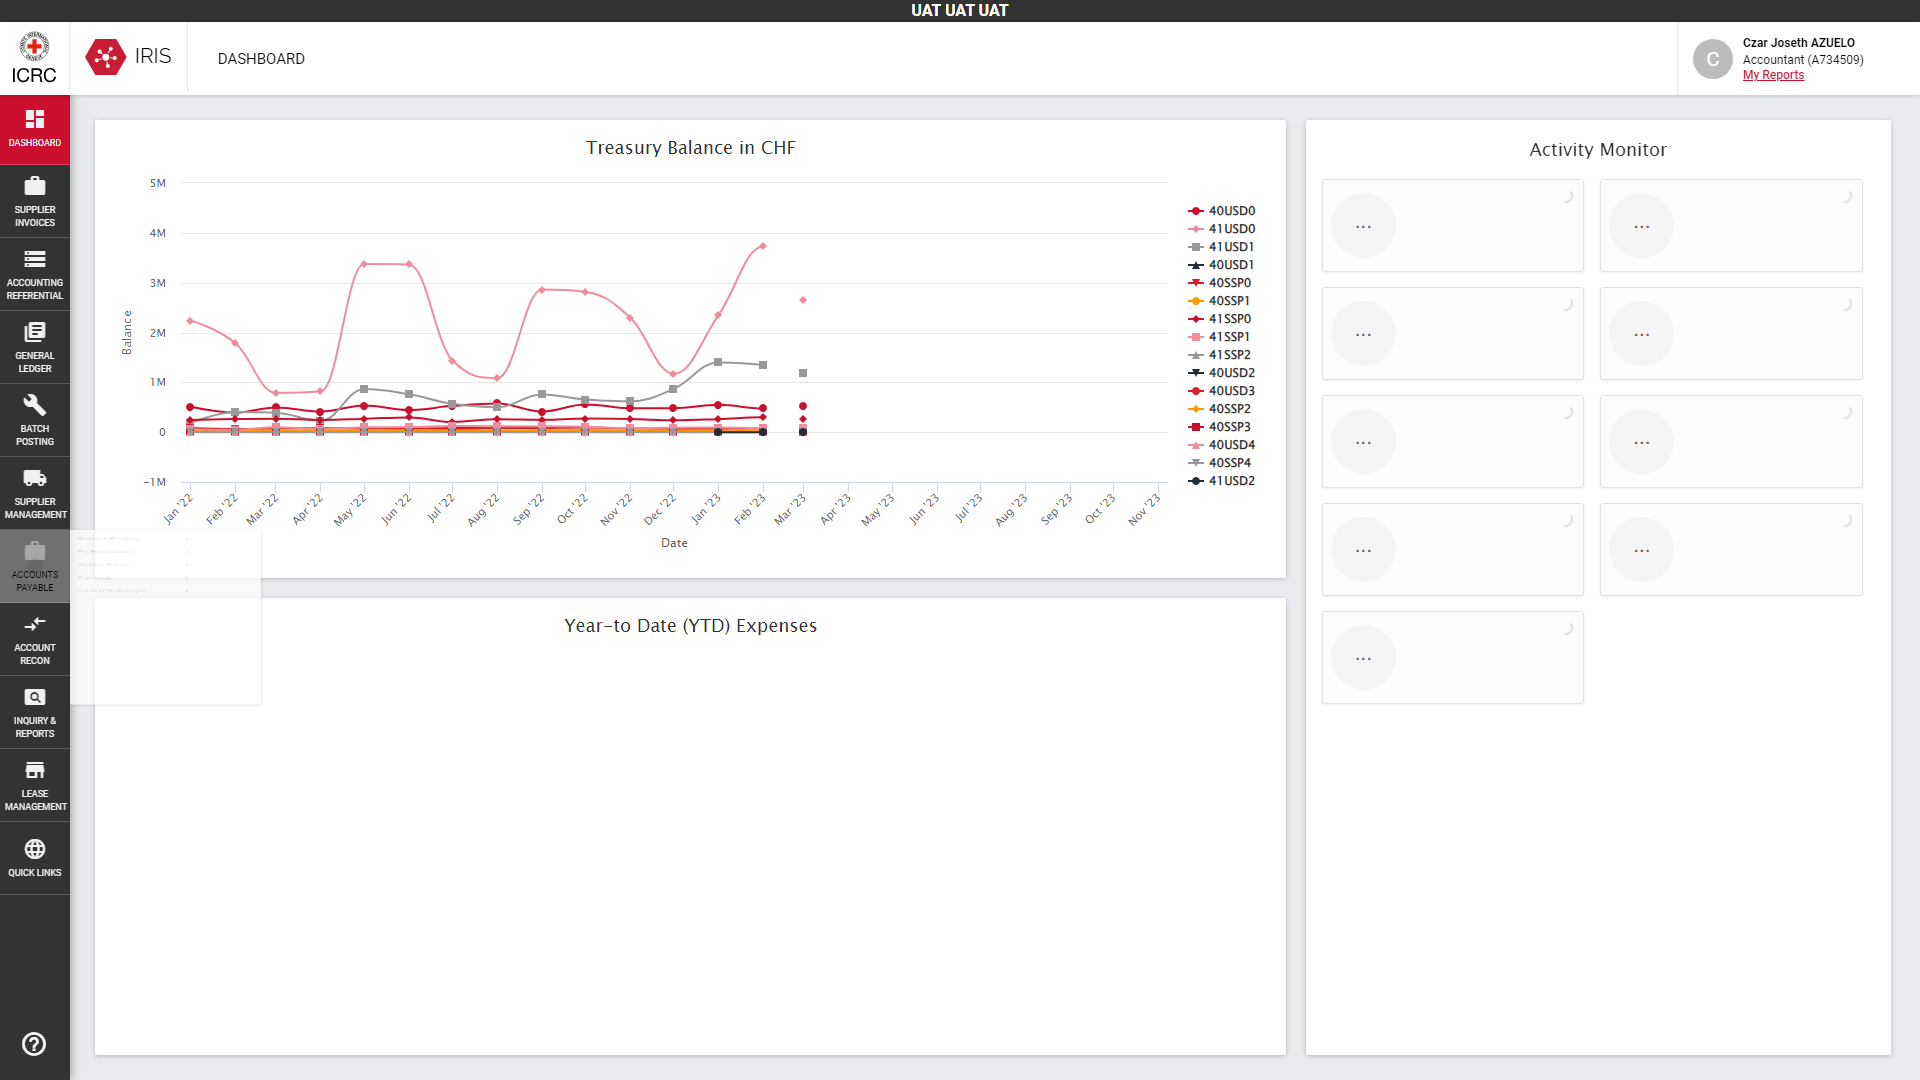 UAT UAT UAT
ICRC
IRIS
DASHBOARD
C
Czar Joseth AZUELO
Accountant (A734509)
My Reports
DASHBOARD
SUPPLIER
INVOICES
ACCOUNTING
REFERENTIAL
GENERAL
LEDGER
BATCH
POSTING
SUPPLIER
MANAGEMENT
ACCOUNTS
PAYABLE
ACCOUNT
RECON
INQUIRY &
REPORTS
LEASE
MANAGEMENT
QUICK LINKS
Treasury Balance in CHF
5M
4M
3M
2M
1M
0
-1M
Balance
Jan '22
Feb '22
Mar '22
Apr '22
May '22
Jun '22
Jul '22
Aug '22
Sep '22
Oct '22
Nov '22
Dec '22
Jan '23
Feb '23
Mar '23
Apr '23
May '23
Jun '23
Jul '23
Aug '23
Sep '23
Oct '23
Nov '23
Date
40USD0
41USD0
41USD1
40USD1
40SSP0
40SSP1
41SSP0
41SSP1
41SSP2
40USD2
40USD3
40SSP2
40SSP3
40USD4
40SSP4
41USD2
Year-to Date (YTD) Expenses
Activity Monitor
...
...
...
...
...
...
...
...
...